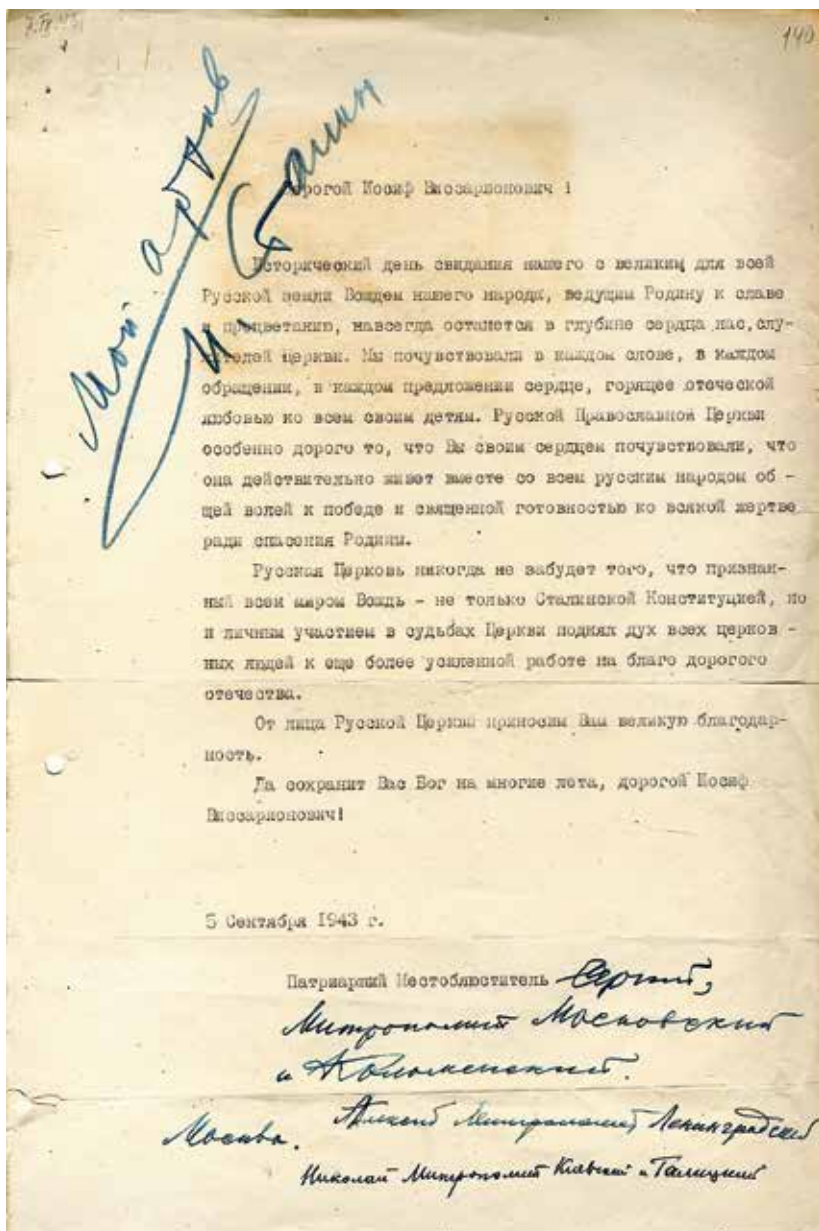 140
Мой архив
И. Сталин
Дорогой Иосиф Виссарионович !
Исторический день свидания нашего с великим для всей
Русской земли Вождем нашего народа, ведущим Родину к славе
и процветанию, навсегда останется в глубине сердца нас,слу-
жителей церкви. Мы почувствовали в каждом слове, в каждом
обращении, в каждом предложении сердце, горящее отеческой
любовью ко всем своим детям. Русской Православной Церкви
особенно дорого то, что Вы своим сердцем почувствовали, что
она действительно живет вместе со всем русским народом об -
щей волей к победе и священной готовностью ко всякой жертве
ради спасения Родины.
Русская Церковь никогда не забудет того, что признан-
ный всем миром Вождь - не только Сталинской Конституцией, но
и личным участием в судьбах Церкви поднял дух всех церков -
ных людей к еще более усиленной работе на благо дорогого
отечества.
От лица Русской Церкви приносим Вам великую благодар-
ность.
Да сохранит Вас Бог на многие лета, дорогой Иосиф
Виссарионович!
5 Сентября 1943 г.
Патриарший Местоблюститель Сергий,
Митрополит Московский
и Коломенский.
Алексий Митрополит Ленинградский
Москва.
Николай Митрополит Киевский и Галицкий